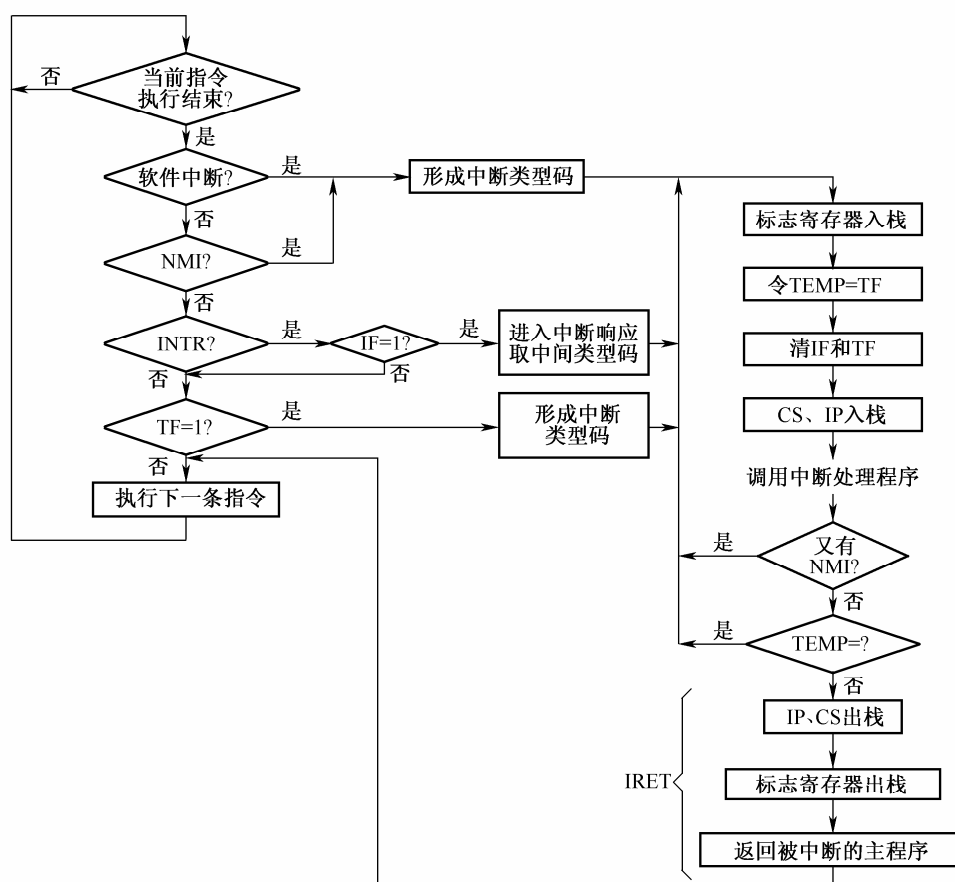 当前指令
执行结束?
否
是
软件中断?
是
否
NMI?
是
否
INTR?
是
否
IF=1?
是
否
TF=1?
是
否
执行下一条指令
形成中断类型码
进入中断响应
取中间类型码
形成中断
类型码
标志寄存器入栈
令TEMP=TF
清IF和TF
CS、IP入栈
调用中断处理程序
又有
NMI?
是
否
TEMP=?
是
否
IRET
IP、CS出栈
标志寄存器出栈
返回被中断的主程序